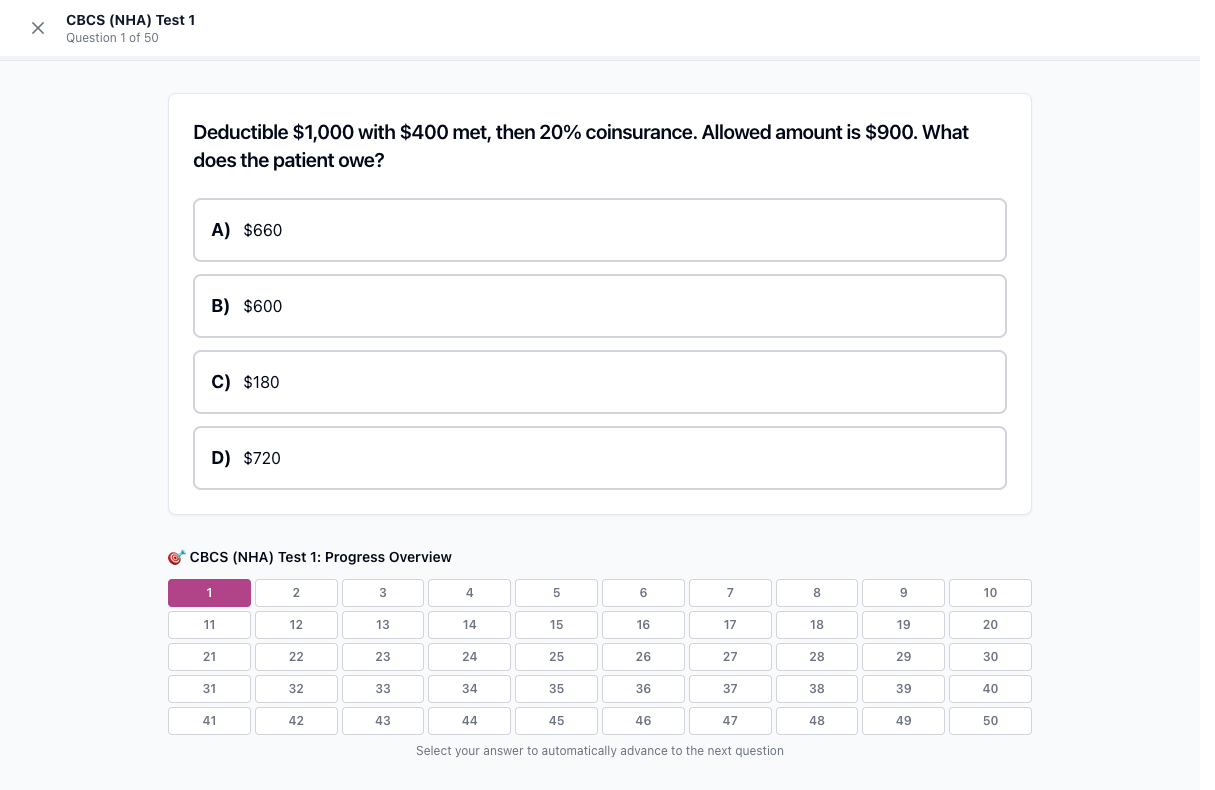 CBCS (NHA) Test 1
Question 1 of 50
Deductible $1,000 with $400 met, then 20% coinsurance. Allowed amount is $900. What
does the patient owe?
A) $660
B) $600
C) $180
D) $720
🎯 CBCS (NHA) Test 1: Progress Overview
1 2 3 4 5 6 7 8 9 10
11 12 13 14 15 16 17 18 19 20
21 22 23 24 25 26 27 28 29 30
31 32 33 34 35 36 37 38 39 40
41 42 43 44 45 46 47 48 49 50
Select your answer to automatically advance to the next question